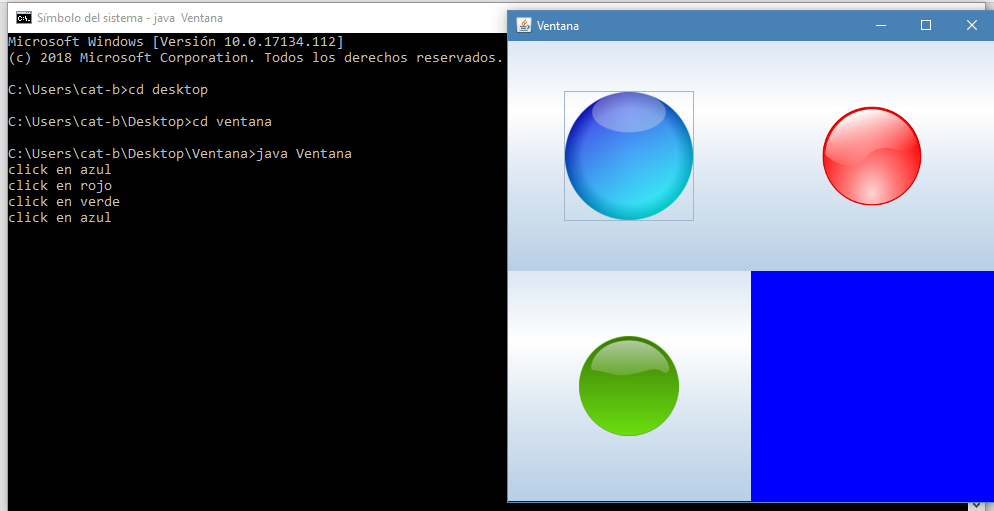 Símbolo del sistema - java Ventana
Microsoft Windows [Versión 10.0.17134.112]
(c) 2018 Microsoft Corporation. Todos los derechos reservados.
C:\Users\cat-b>cd desktop
C:\Users\cat-b\Desktop>cd ventana
C:\Users\cat-b\Desktop\Ventana>java Ventana
click en azul
click en rojo
click en verde
click en azul
Ventana